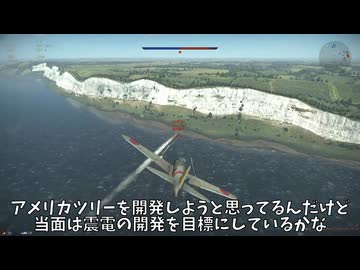 アメリカツリーを開発しようと思ってるんだけど
当面は震電の開発を目標にしているかな